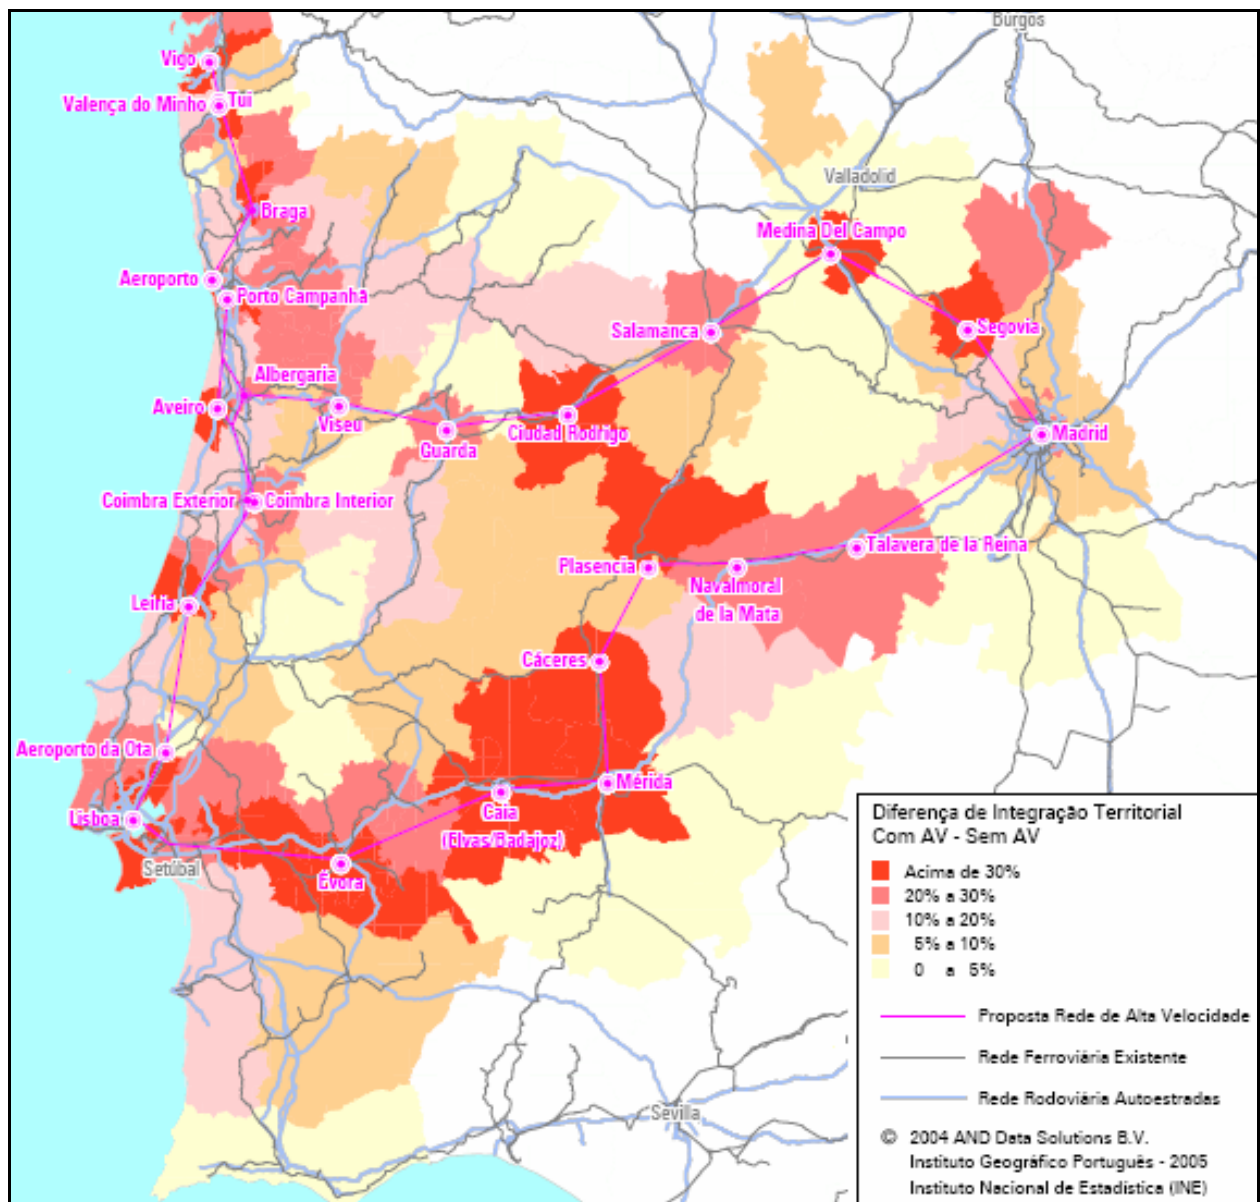 Burgos
Vigo
Valença do Minho
Tui
Valladolid
Braga
Medina Del Campo
Aeroporto
Porto Campanhã
Salamanca
Segovia
Albergaria
Aveiro
Viseu
Guarda
Ciudad Rodrigo
Madrid
Coimbra Exterior
Coimbra Interior
Plasencia
Talavera de la Reina
Navalmoral
de la Mata
Leiria
Cáceres
Aeroporto da Ota
Mérida
Caia
(Elvas/Badajoz)
Lisboa
Setúbal
Évora
Sevilla
Diferença de Integração Territorial
Com AV - Sem AV
Acima de 30%
20% a 30%
10% a 20%
5% a 10%
0 a 5%
Proposta Rede de Alta Velocidade
Rede Ferroviária Existente
Rede Rodoviária Autoestradas
© 2004 AND Data Solutions B.V.
Instituto Geográfico Português - 2005
Instituto Nacional de Estadística (INE)